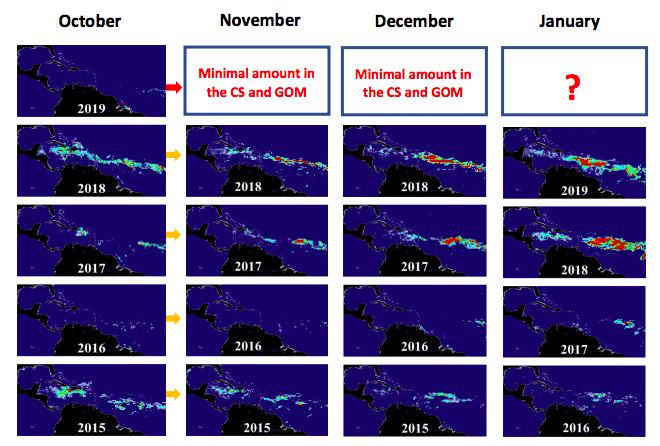 October November December January
2019
Minimal amount in
the CS and GOM
Minimal amount in
the CS and GOM
?
2018 2018 2018 2019
2017 2017 2017 2018
2016 2016 2016 2017
2015 2015 2015 2016